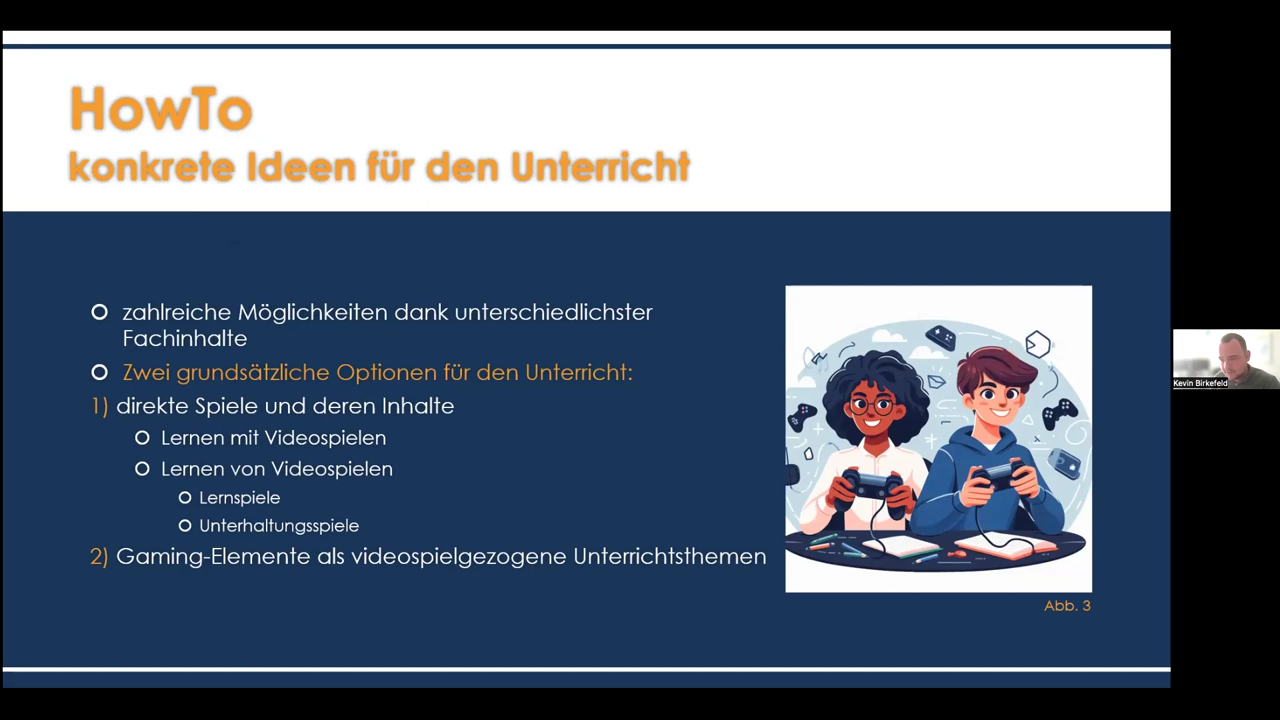 HowTo
konkrete Ideen für den Unterricht
zahlreiche Möglichkeiten dank unterschiedlichster
Fachinhalte
Zwei grundsätzliche Optionen für den Unterricht:
1) direkte Spiele und deren Inhalte
Lernen mit Videospielen
Lernen von Videospielen
Lernspiele
Unterhaltungsspiele
2) Gaming-Elemente als videospielgezogene Unterrichtsthemen
Abb. 3
Kevin Birkefeld